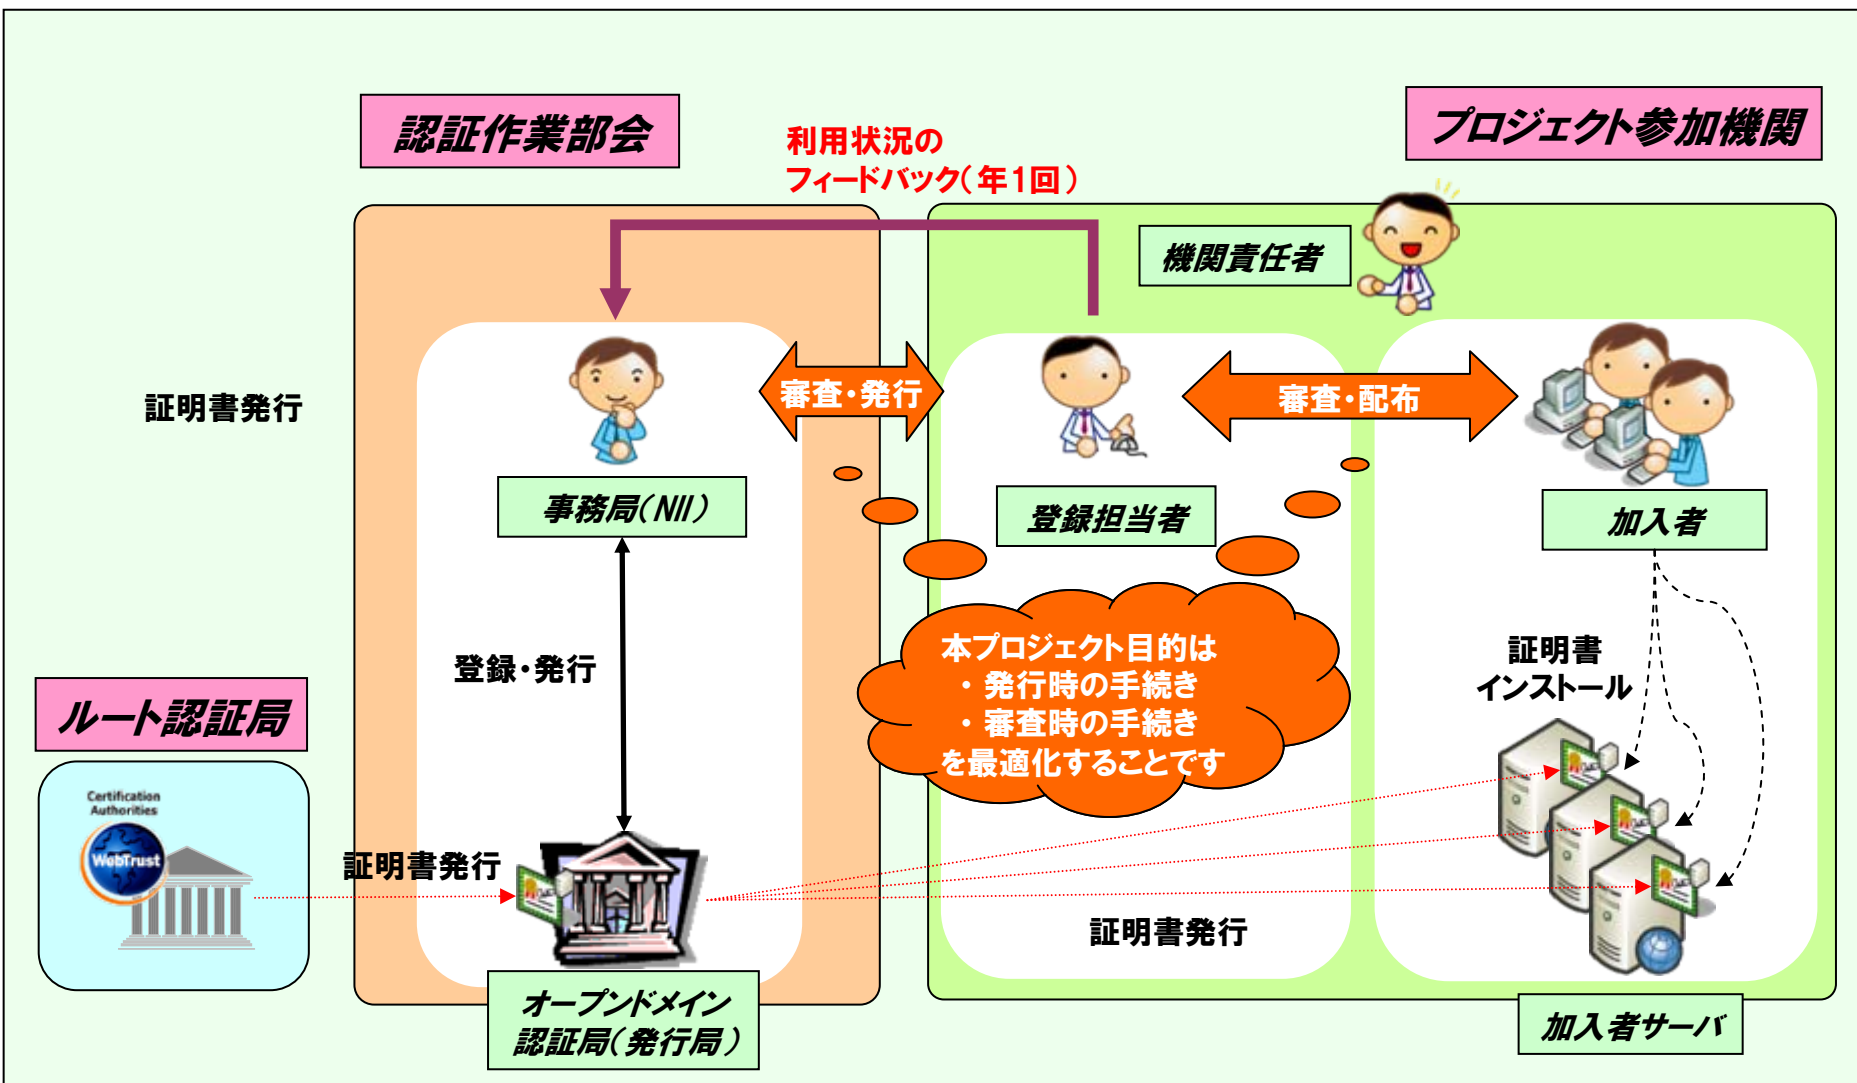 認証作業部会
プロジェクト参加機関
利用状況の
フィードバック(年1回)
機関責任者
審査・発行
審査・配布
証明書発行
事務局(NII)
登録担当者
加入者
本プロジェクト目的は
・発行時の手続き
・審査時の手続き
を最適化することです
登録・発行
証明書
インストール
ルート認証局
Certification
Authorities
WebTrust
証明書発行
証明書発行
オープンドメイン
認証局(発行局)
加入者サーバ